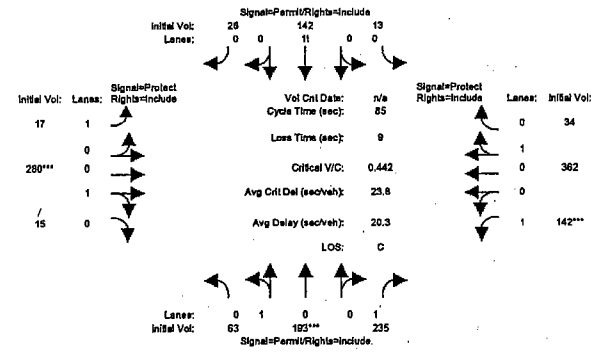 Signal=Permit/Rights=Include
Initial Vol: 26 142 13
Lanes: 0 0 1! 0 0
Signal=Protect
Initial Vol: Lanes: Rights=Include
Vol Cnt Date: n/a
Cycle Time (sec): 85
Signal=Protect
Rights=Include Lanes: Initial Vol:
17 1
0 34
Loss Time (sec): 9
0
1
280*** 0
Critical V/C: 0.442
0 362
1
Avg Crit Del (sec/veh): 23.8
0
15 0
Avg Delay (sec/veh): 20.3
1 142***
LOS: C
Lanes: 0 1 0 0 1
Initial Vol: 63 193*** 235
Signal=Permit/Rights=Include